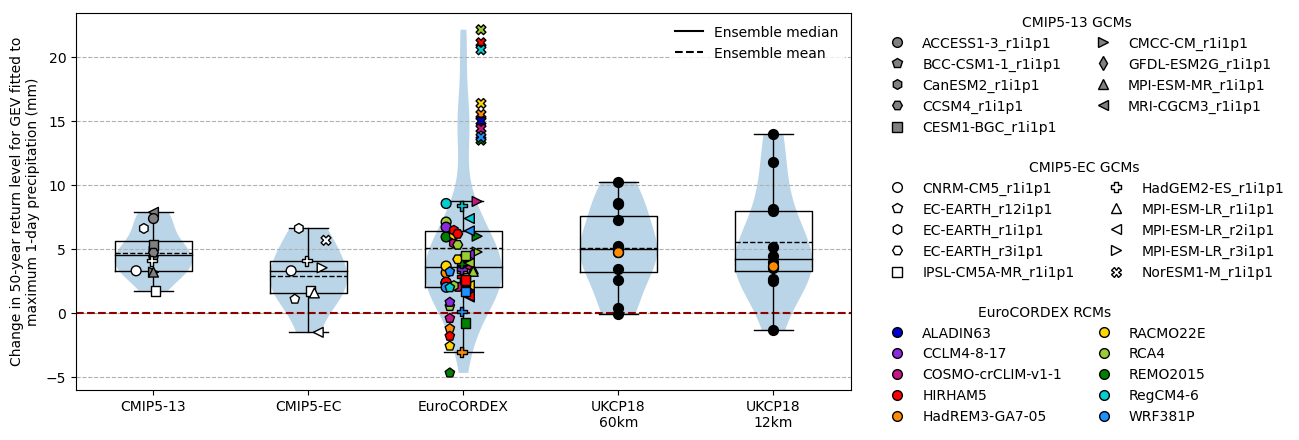 Change in 50-year return level for GEV fitted to
maximum 1-day precipitation (mm)
20
15
10
5
0
−5
Ensemble median
Ensemble mean
CMIP5-13
CMIP5-EC
EuroCORDEX
UKCP18
60km
UKCP18
12km
CMIP5-13 GCMs
ACCESS1-3_r1i1p1
BCC-CSM1-1_r1i1p1
CanESM2_r1i1p1
CCSM4_r1i1p1
CESM1-BGC_r1i1p1
CMCC-CM_r1i1p1
GFDL-ESM2G_r1i1p1
MPI-ESM-MR_r1i1p1
MRI-CGCM3_r1i1p1
CMIP5-EC GCMs
CNRM-CM5_r1i1p1
EC-EARTH_r12i1p1
EC-EARTH_r1i1p1
EC-EARTH_r3i1p1
IPSL-CM5A-MR_r1i1p1
HadGEM2-ES_r1i1p1
MPI-ESM-LR_r1i1p1
MPI-ESM-LR_r2i1p1
MPI-ESM-LR_r3i1p1
NorESM1-M_r1i1p1
EuroCORDEX RCMs
ALADIN63
CCLM4-8-17
COSMO-crCLIM-v1-1
HIRHAM5
HadREM3-GA7-05
RACMO22E
RCA4
REMO2015
RegCM4-6
WRF381P